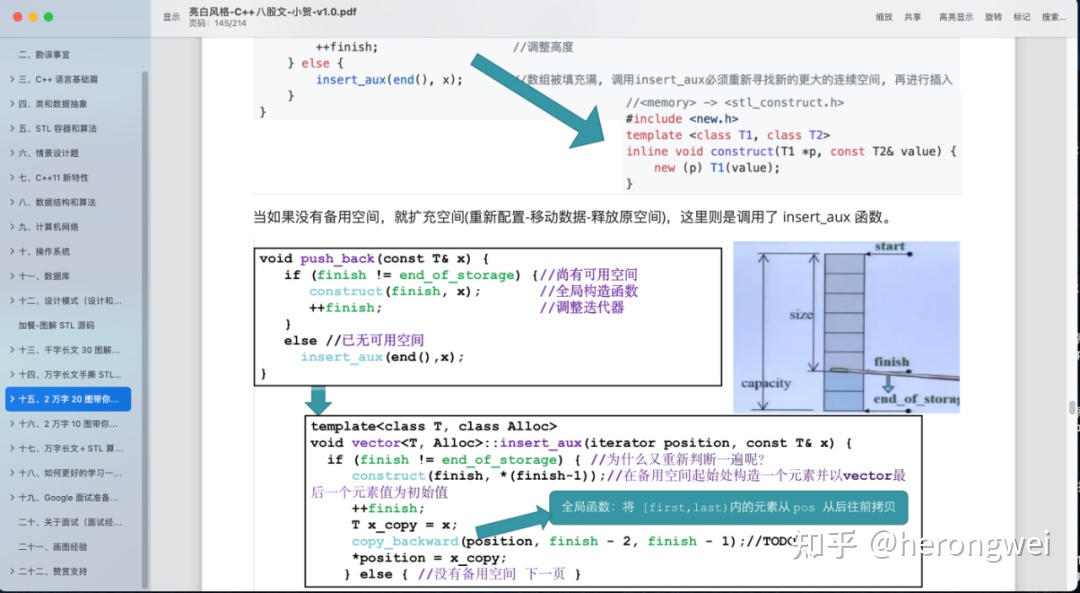 显示
亮白风格-C++八股文-小贺-v1.0.pdf
页码：145/214
缩放 共享 高亮显示 旋转 标记 搜索...
二、勘误事宜
三、C++ 语言基础篇
四、类和数据抽象
五、STL 容器和算法
六、情景设计题
七、C++11 新特性
八、数据结构和算法
九、计算机网络
十、操作系统
十一、数据库
十二、设计模式（设计和...
加餐-图解 STL 源码
十三、千字长文 30 图解...
十四、万字长文手撕 STL...
十五、2 万字 20 图带你...
十六、2 万字 10 图带你...
十七、万字长文 + STL 算...
十八、如何更好的学习一...
十九、Google 面试准备...
二十、关于面试（面试经...
二十一、画图经验
二十二、赞赏支持
++finish; //调整高度
} else {
insert_aux(end(), x); //数组被填充满, 调用insert_aux必须重新寻找新的更大的连续空间, 再进行插入
}
}
//<memory> -> <stl_construct.h>
#include <new.h>
template <class T1, class T2>
inline void construct(T1 *p, const T2& value) {
new (p) T1(value);
}
当如果没有备用空间，就扩充空间(重新配置-移动数据-释放原空间)，这里则是调用了 insert_aux 函数。
void push_back(const T& x) {
if (finish != end_of_storage) {//尚有可用空间
construct(finish, x); //全局构造函数
++finish; //调整迭代器
}
else //已无可用空间
insert_aux(end(),x);
}
start
size
finish
capacity
end_of_storag
template<class T, class Alloc>
void vector<T, Alloc>::insert_aux(iterator position, const T& x) {
if (finish != end_of_storage) { //为什么又重新判断一遍呢?
construct(finish, *(finish-1));//在备用空间起始处构造一个元素并以vector最
后一个元素值为初始值
++finish;
全局函数：将 [first,last)内的元素从 pos 从后往前拷贝
T x_copy = x;
copy_backward(position, finish - 2, finish - 1);//TODO
*position = x_copy;
} else { //没有备用空间 下一页 }
知乎 @herongwei